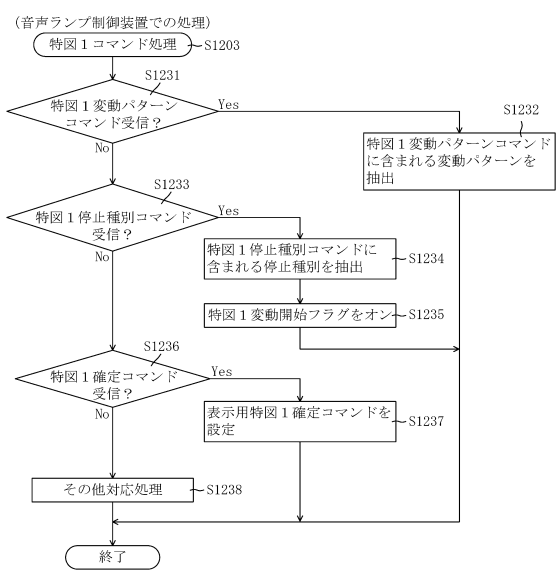 (音声ランプ制御装置での処理)
特図1コマンド処理
S1203
S1231
特図1変動パターン
コマンド受信？
Yes
No
S1232
特図1変動パターンコマンド
に含まれる変動パターンを
抽出
S1233
特図1停止種別コマンド
受信？
Yes
No
特図1停止種別コマンドに
含まれる停止種別を抽出
S1234
特図1変動開始フラグをオン
S1235
S1236
特図1確定コマンド
受信？
Yes
No
表示用特図1確定コマンドを
設定
S1237
その他対応処理
S1238
終了